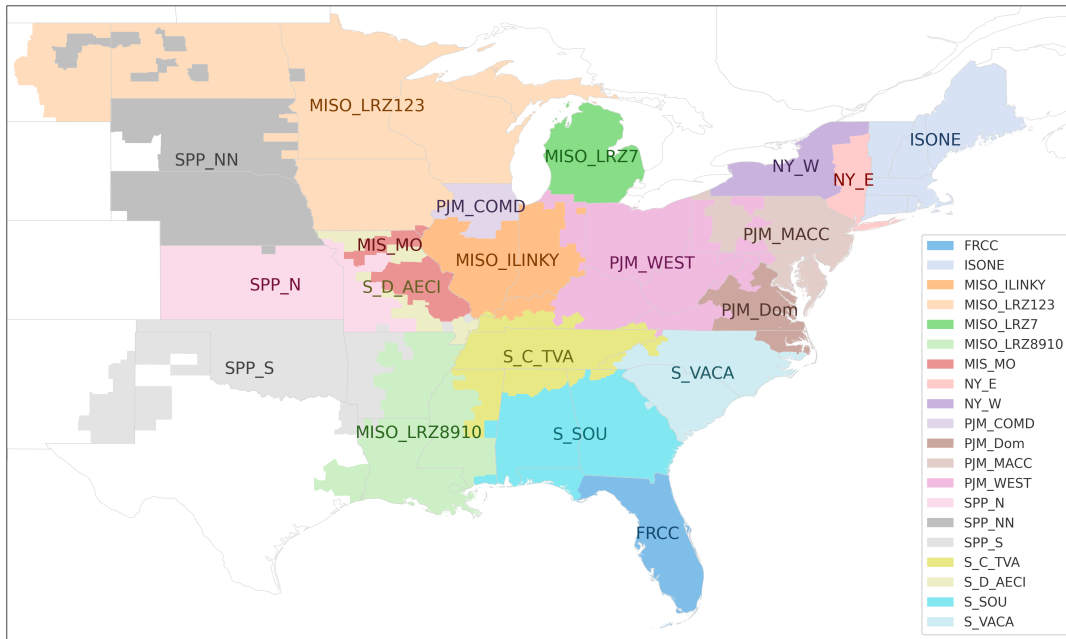 MISO_LRZ123
SPP_NN
MISO_LRZ7
ISONE
NY_W
NY_E
PJM_COMD
PJM_MACC
MIS_MO
MISO_ILINKY
PJM_WEST
SPP_N
S_D_AECI
PJM_Dom
S_C_TVA
SPP_S
S_VACA
MISO_LRZ8910
S_SOU
FRCC
FRCC
ISONE
MISO_ILINKY
MISO_LRZ123
MISO_LRZ7
MISO_LRZ8910
MIS_MO
NY_E
NY_W
PJM_COMD
PJM_Dom
PJM_MACC
PJM_WEST
SPP_N
SPP_NN
SPP_S
S_C_TVA
S_D_AECI
S_SOU
S_VACA